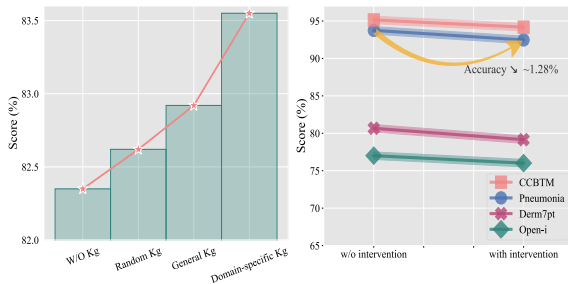 Score (%)
83.5
83.0
82.5
82.0
W/O Kg
Random Kg
General Kg
Domain-specific Kg
Score (%)
95
90
85
80
75
70
65
Accuracy ↘ ~1.28%
CCBTM
Pneumonia
Derm7pt
Open-i
w/o intervention
with intervention